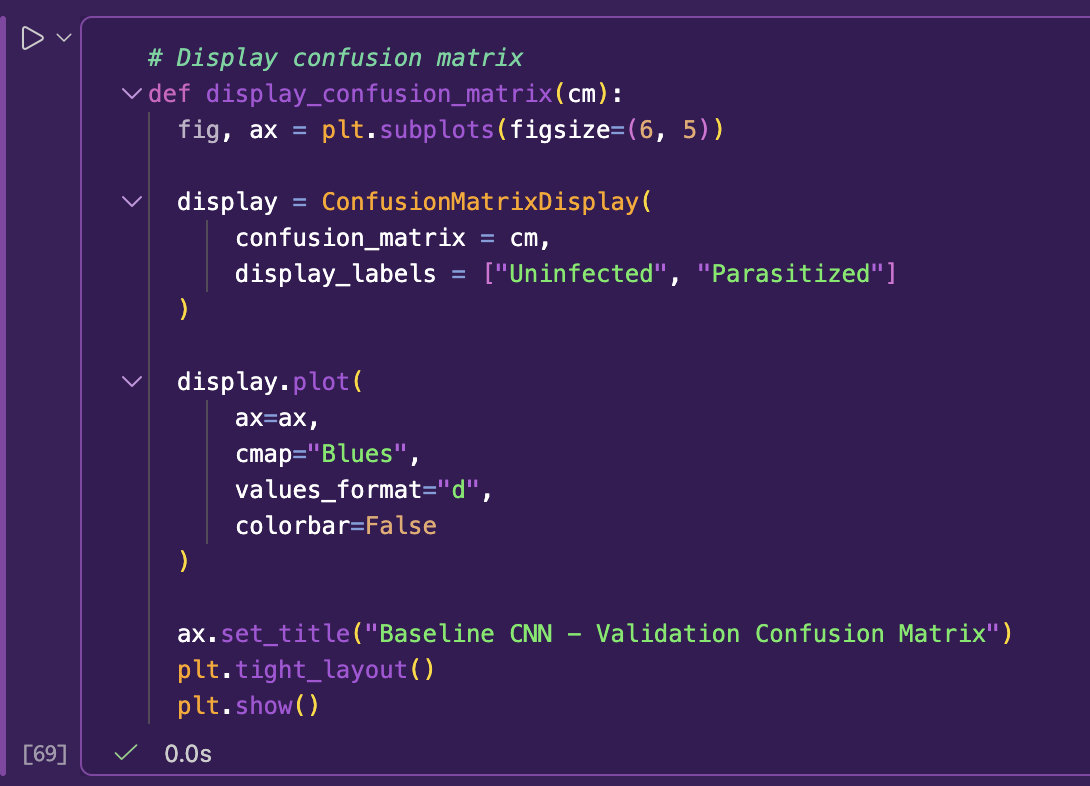 # Display confusion matrix
def display_confusion_matrix(cm):
    fig, ax = plt.subplots(figsize=(6, 5))
    display = ConfusionMatrixDisplay(
        confusion_matrix = cm,
        display_labels = ["Uninfected", "Parasitized"]
    )
    display.plot(
        ax=ax,
        cmap="Blues",
        values_format="d",
        colorbar=False
    )
    ax.set_title("Baseline CNN – Validation Confusion Matrix")
    plt.tight_layout()
    plt.show()
[69] 0.0s